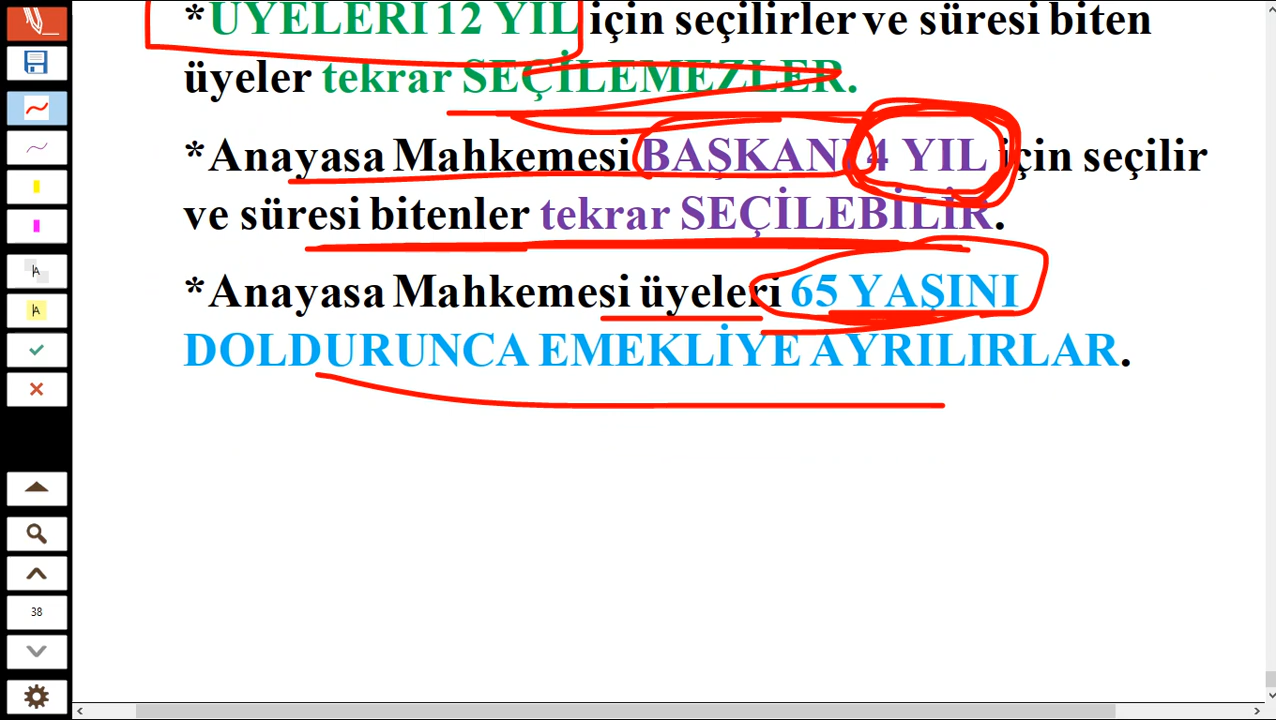 *ÜYELERİ 12 YIL için seçilirler ve süresi biten
üyeler tekrar SEÇİLEMEZLER.
*Anayasa Mahkemesi BAŞKANI 4 YIL için seçilir
ve süresi bitenler tekrar SEÇİLEBİLİR.
*Anayasa Mahkemesi üyeleri 65 YAŞINI
DOLDURUNCA EMEKLİYE AYRILIRLAR.
A
A
38